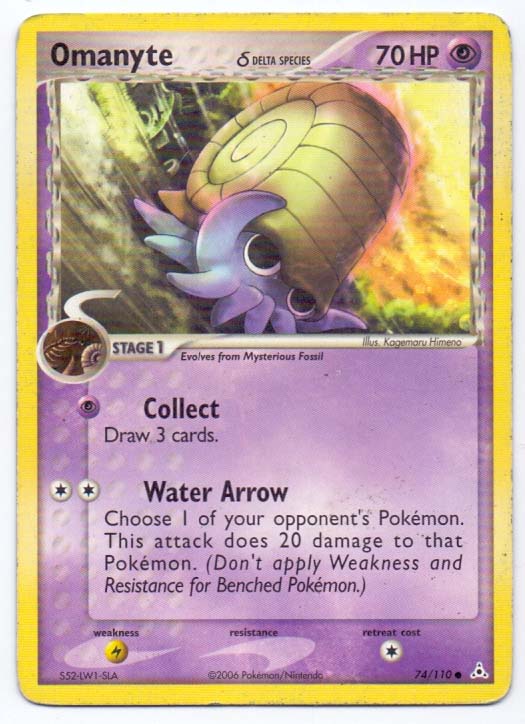 Omanyte δ DELTA SPECIES 70 HP
Illus. Kagemaru Himeno
STAGE 1
Evolves from Mysterious Fossil
Collect
Draw 3 cards.
Water Arrow
Choose 1 of your opponent's Pokémon.
This attack does 20 damage to that
Pokémon. (Don't apply Weakness and
Resistance for Benched Pokémon.)
weakness resistance retreat cost
S52-LW1-SLA ©2006 Pokémon/Nintendo 74/110